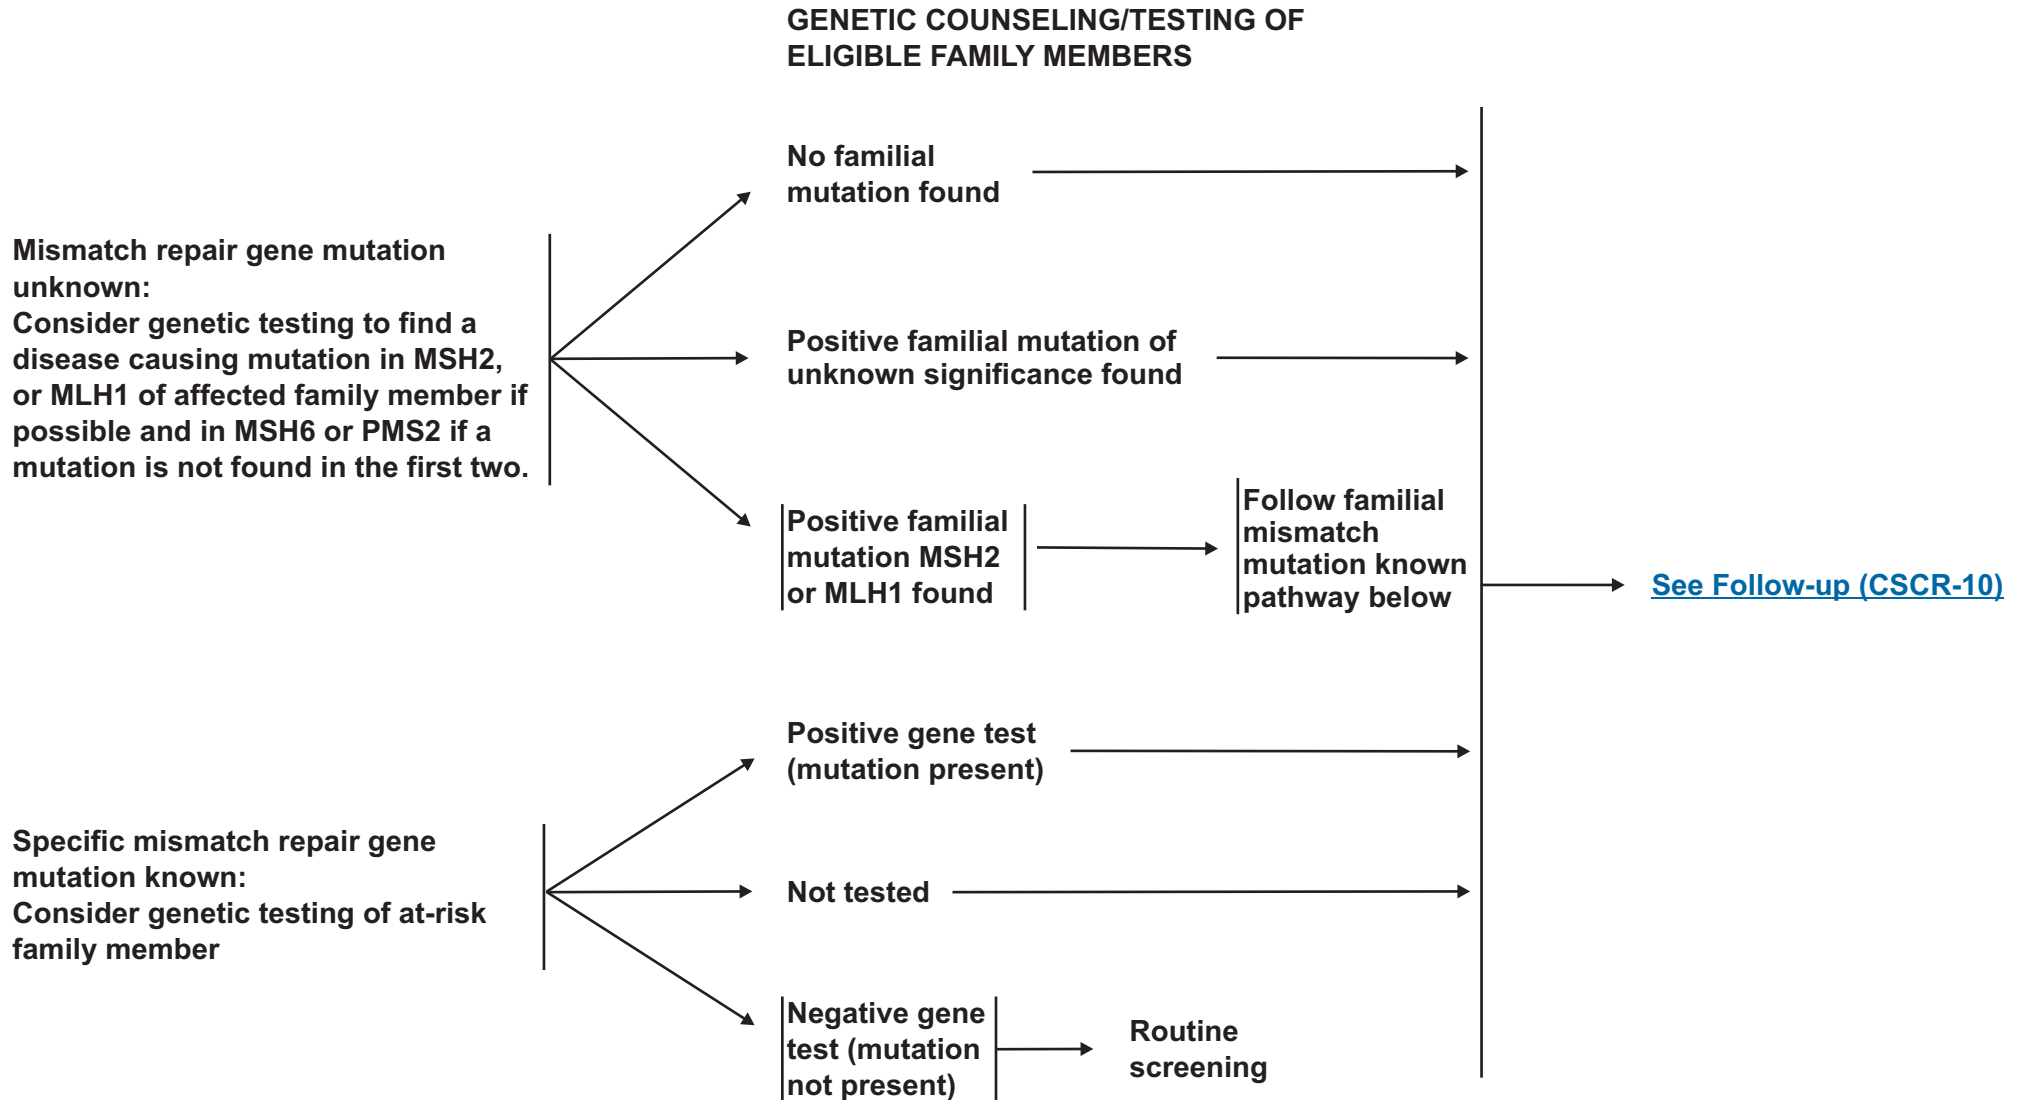 GENETIC COUNSELING/TESTING OF
ELIGIBLE FAMILY MEMBERS
Mismatch repair gene mutation
unknown:
Consider genetic testing to find a
disease causing mutation in MSH2,
or MLH1 of affected family member if
possible and in MSH6 or PMS2 if a
mutation is not found in the first two.
No familial
mutation found
Positive familial mutation of
unknown significance found
Positive familial
mutation MSH2
or MLH1 found
Follow familial
mismatch
mutation known
pathway below
See Follow-up (CSCR-10)
Specific mismatch repair gene
mutation known:
Consider genetic testing of at-risk
family member
Positive gene test
(mutation present)
Not tested
Negative gene
test (mutation
not present)
Routine
screening